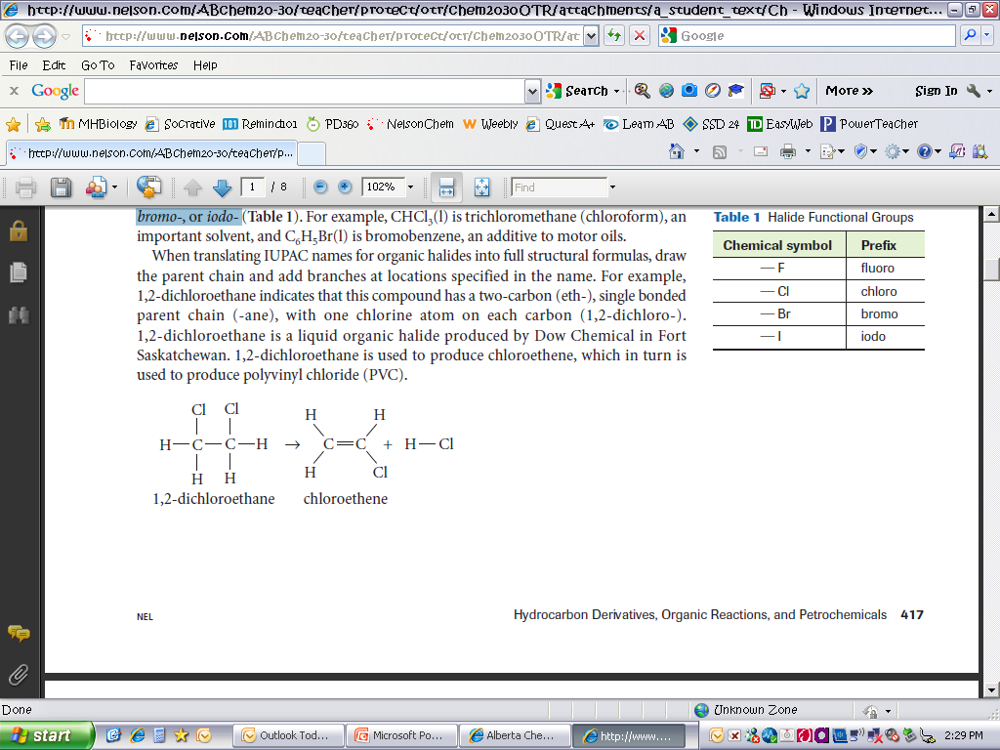 http://www.nelson.com/ABChem20-30/teacher/protect/otr/Chem2030OTR/attachments/a_student_text/Ch - Windows Internet...
http://www.nelson.com/ABChem20-30/teacher/protect/otr/Chem2030OTR/at
Google
File Edit Go To Favorites Help
x Google Search More >> Sign In
MHBiology Socrative Remind101 PD360 NelsonChem Weebly Quest A+ Learn AB SSD 24 EasyWeb PowerTeacher
http://www.nelson.com/ABChem20-30/teacher/p...
1 / 8 102% Find
bromo-, or iodo- (Table 1). For example, CHCl₃(l) is trichloromethane (chloroform), an
important solvent, and C₆H₅Br(l) is bromobenzene, an additive to motor oils.
When translating IUPAC names for organic halides into full structural formulas, draw
the parent chain and add branches at locations specified in the name. For example,
1,2-dichloroethane indicates that this compound has a two-carbon (eth-), single bonded
parent chain (-ane), with one chlorine atom on each carbon (1,2-dichloro-).
1,2-dichloroethane is a liquid organic halide produced by Dow Chemical in Fort
Saskatchewan. 1,2-dichloroethane is used to produce chloroethene, which in turn is
used to produce polyvinyl chloride (PVC).
Table 1 Halide Functional Groups
Chemical symbol Prefix
—F fluoro
—Cl chloro
—Br bromo
—I iodo
Cl Cl H H
H—C—C—H → C=C + H—Cl
H H H Cl
1,2-dichloroethane chloroethene
NEL
Hydrocarbon Derivatives, Organic Reactions, and Petrochemicals 417
Done Unknown Zone
start Outlook Tod... Microsoft Po... Alberta Che... http://www.... 2:29 PM